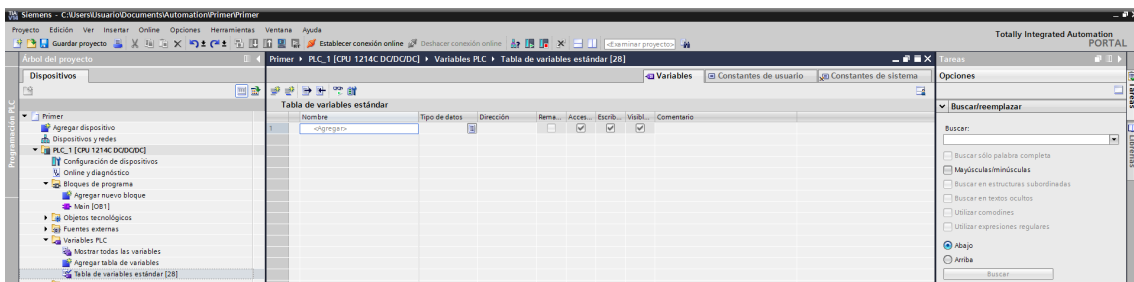 Siemens - C:\Users\Usuario\Documents\Automation\Primer\Primer
Proyecto Edición Ver Insertar Online Opciones Herramientas Ventana Ayuda
Guardar proyecto Establecer conexión online Deshacer conexión online <Examinar proyecto>
Totally Integrated Automation
PORTAL
Árbol del proyecto
Dispositivos
Programación PLC
Primer
Agregar dispositivo
Dispositivos y redes
PLC_1 [CPU 1214C DC/DC/DC]
Configuración de dispositivos
Online y diagnóstico
Bloques de programa
Agregar nuevo bloque
Main [OB1]
Objetos tecnológicos
Fuentes externas
Variables PLC
Mostrar todas las variables
Agregar tabla de variables
Tabla de variables estándar [28]
Primer PLC_1 [CPU 1214C DC/DC/DC] Variables PLC Tabla de variables estándar [28]
Variables Constantes de usuario Constantes de sistema
Tabla de variables estándar
Nombre Tipo de datos Dirección Rema... Acces... Escrib... Visibl... Comentario
1 <Agregar>
Tareas
Opciones
Buscar/reemplazar
Buscar:
Buscar sólo palabra completa
Mayúsculas/minúsculas
Buscar en estructuras subordinadas
Buscar en textos ocultos
Utilizar comodines
Utilizar expresiones regulares
Abajo
Arriba
Buscar
Tareas
Librerías